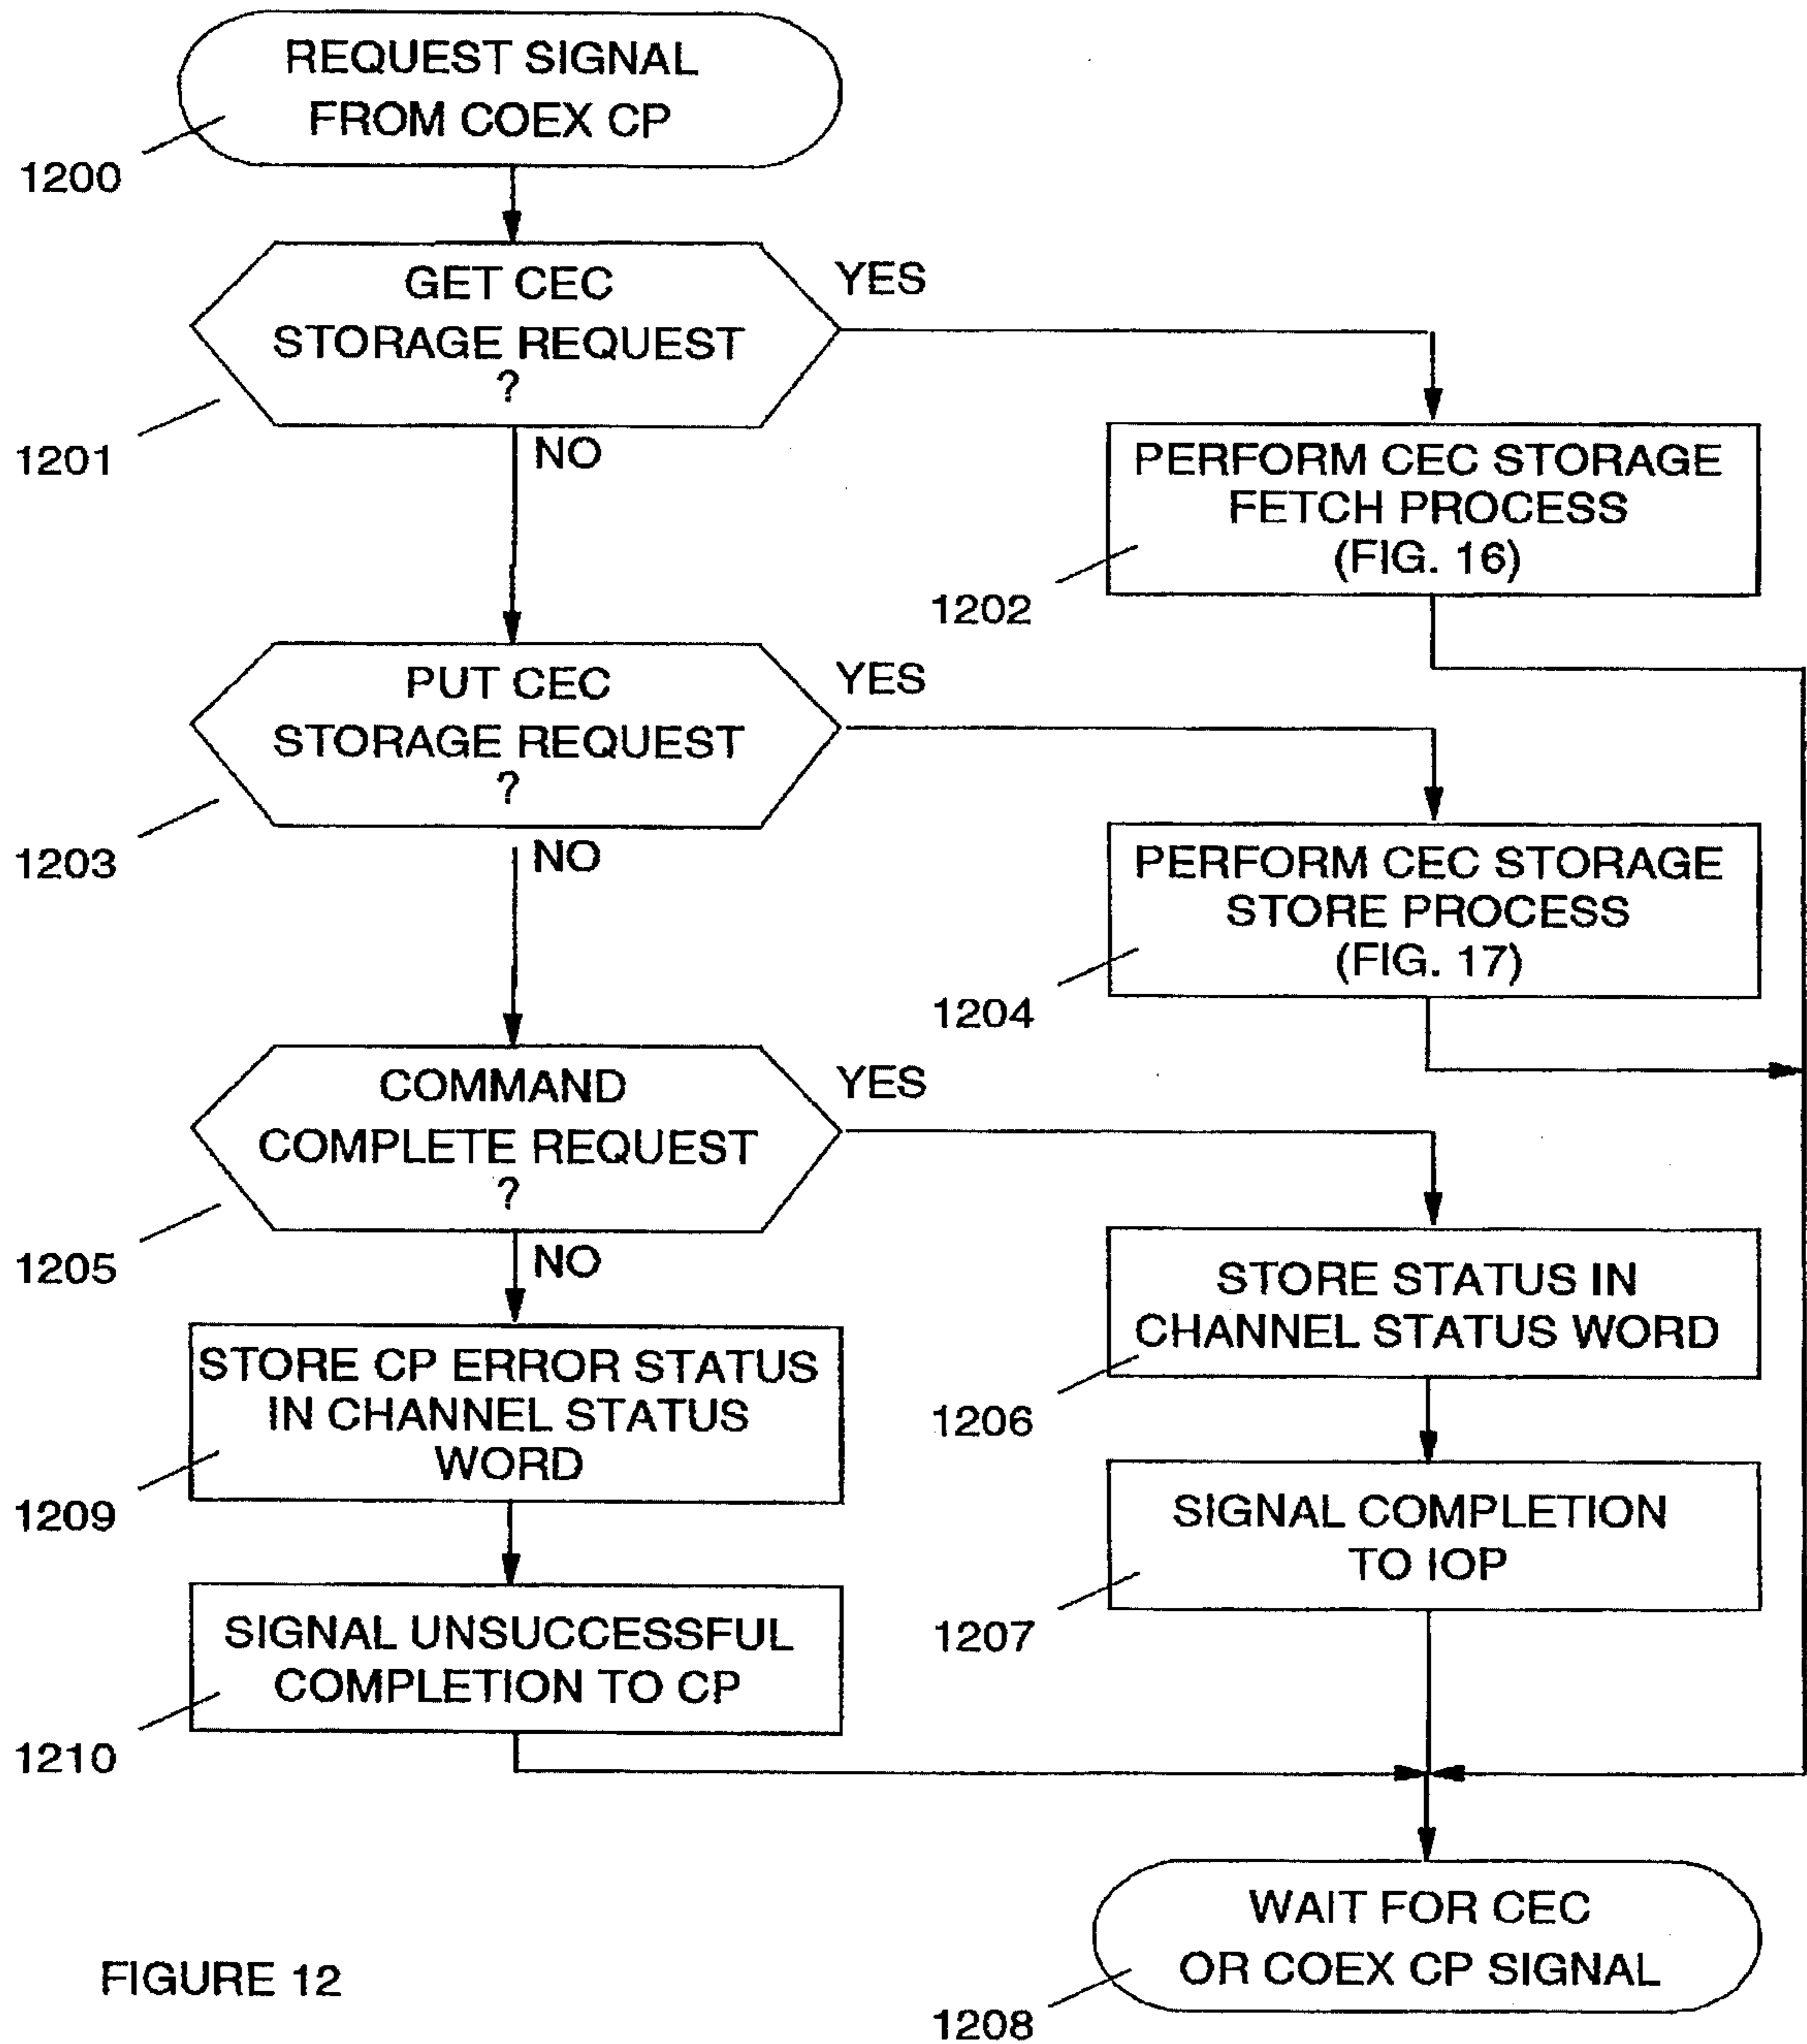 REQUEST SIGNAL
FROM COEX CP
1200
GET CEC
STORAGE REQUEST
?
YES
1201
NO
PERFORM CEC STORAGE
FETCH PROCESS
(FIG. 16)
1202
PUT CEC
STORAGE REQUEST
?
YES
1203
NO
PERFORM CEC STORAGE
STORE PROCESS
(FIG. 17)
1204
COMMAND
COMPLETE REQUEST
?
YES
1205
NO
STORE STATUS IN
CHANNEL STATUS WORD
1206
STORE CP ERROR STATUS
IN CHANNEL STATUS
WORD
1209
SIGNAL COMPLETION
TO IOP
1207
SIGNAL UNSUCCESSFUL
COMPLETION TO CP
1210
WAIT FOR CEC
OR COEX CP SIGNAL
1208
FIGURE 12